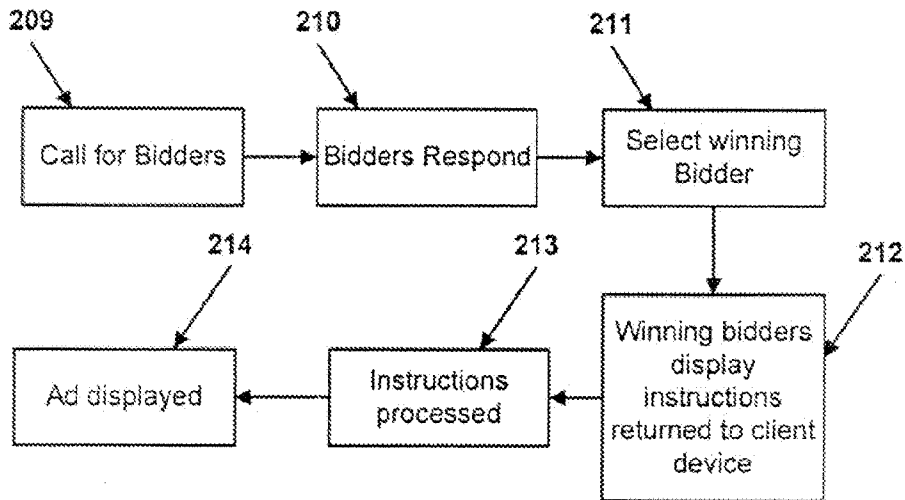 209
210
211
Call for Bidders
Bidders Respond
Select winning
Bidder
214
213
212
Ad displayed
Instructions
processed
Winning bidders
display
instructions
returned to client
device